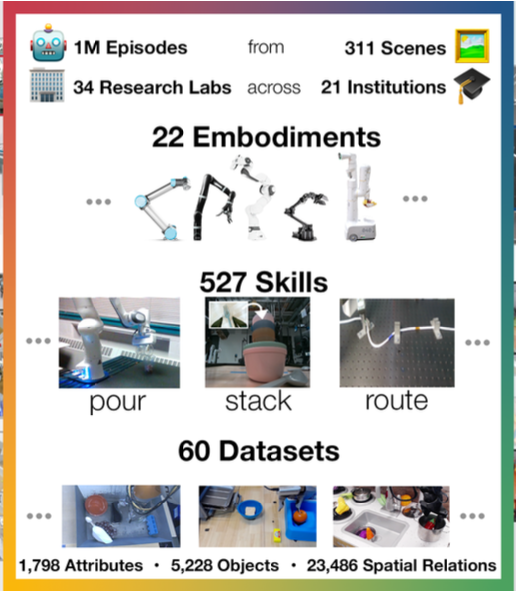 1M Episodes from 311 Scenes
34 Research Labs across 21 Institutions
22 Embodiments
527 Skills
pour stack route
60 Datasets
1,798 Attributes • 5,228 Objects • 23,486 Spatial Relations